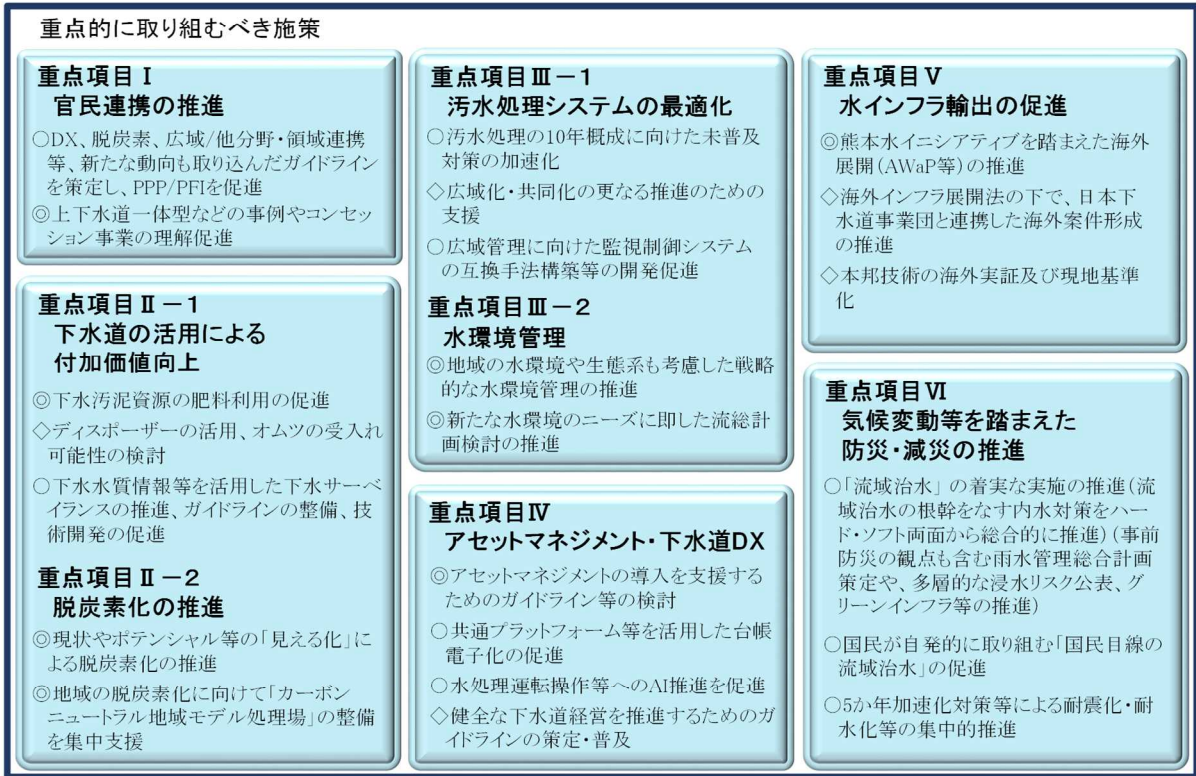 重点的に取り組むべき施策
重点項目Ⅰ
官民連携の推進
○DX、脱炭素、広域/他分野・領域連携
等、新たな動向も取り込んだガイドライン
を策定し、PPP/PFIを促進
◎上下水道一体型などの事例やコンセッ
ション事業の理解促進
重点項目Ⅱ－1
下水道の活用による
付加価値向上
◎下水汚泥資源の肥料利用の促進
◇ディスポーザーの活用、オムツの受入れ
可能性の検討
○下水水質情報等を活用した下水サーベ
イランスの推進、ガイドラインの整備、技
術開発の促進
重点項目Ⅱ－2
脱炭素化の推進
◎現状やポテンシャル等の「見える化」に
よる脱炭素化の推進
◎地域の脱炭素化に向けて「カーボン
ニュートラル地域モデル処理場」の整備
を集中支援
重点項目Ⅲ－1
汚水処理システムの最適化
○汚水処理の10年概成に向けた未普及
対策の加速化
◇広域化・共同化の更なる推進のための
支援
○広域管理に向けた監視制御システム
の互換手法構築等の開発促進
重点項目Ⅲ－2
水環境管理
◎地域の水環境や生態系も考慮した戦略
的な水環境管理の推進
◎新たな水環境のニーズに即した流総計
画検討の推進
重点項目Ⅳ
アセットマネジメント・下水道DX
◎アセットマネジメントの導入を支援する
ためのガイドライン等の検討
○共通プラットフォーム等を活用した台帳
電子化の促進
○水処理運転操作等へのAI推進を促進
◇健全な下水道経営を推進するためのガ
イドラインの策定・普及
重点項目Ⅴ
水インフラ輸出の促進
◎熊本水イニシアティブを踏まえた海外
展開(AWaP等)の推進
◇海外インフラ展開法の下で、日本下
水道事業団と連携した海外案件形成
の推進
◇本邦技術の海外実証及び現地基準
化
重点項目Ⅵ
気候変動等を踏まえた
防災・減災の推進
○「流域治水」の着実な実施の推進(流
域治水の根幹をなす内水対策をハー
ド・ソフト両面から総合的に推進)(事前
防災の観点も含む雨水管理総合計画
策定や、多層的な浸水リスク公表、グ
リーンインフラ等の推進)
○国民が自発的に取り組む「国民目線の
流域治水」の促進
○5か年加速化対策等による耐震化・耐
水化等の集中的推進